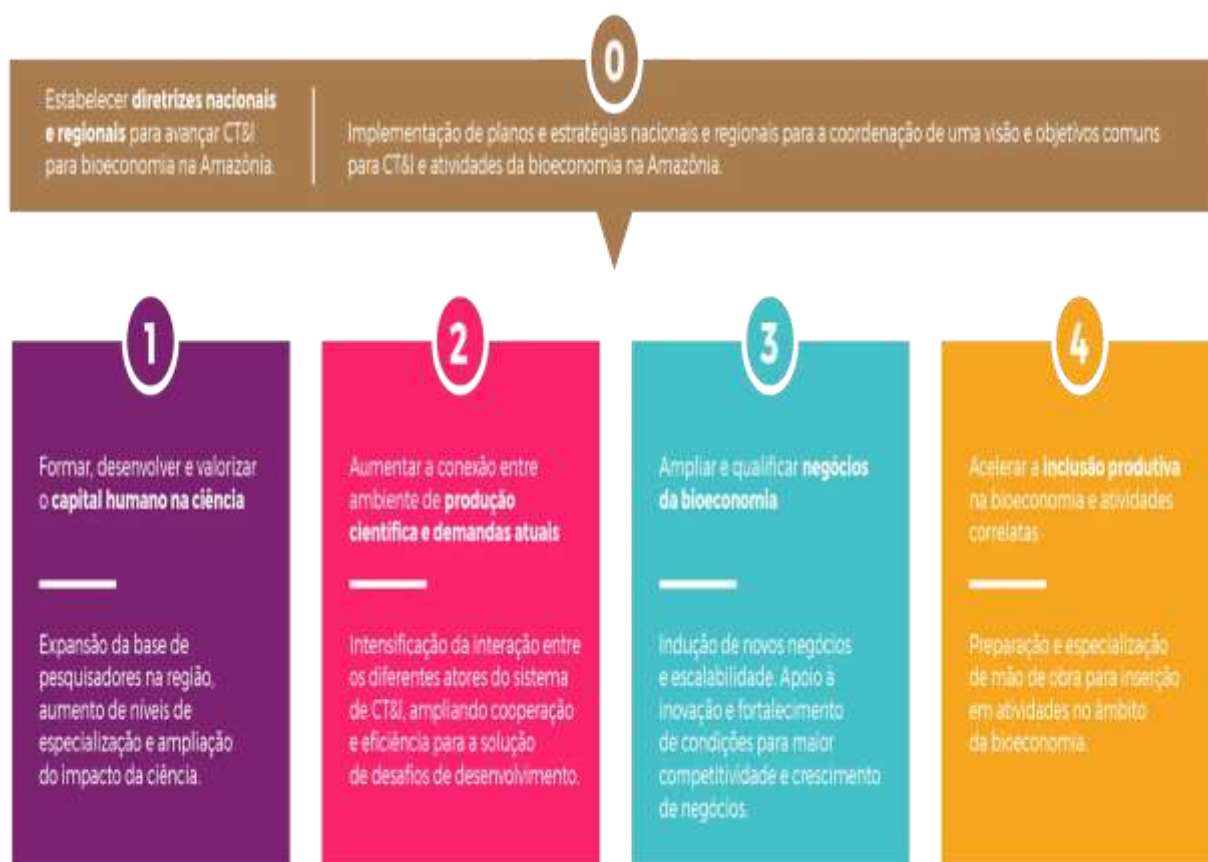 0
Estabelecer diretrizes nacionais
e regionais para avançar CT&I
para bioeconomia na Amazônia.
Implementação de planos e estratégias nacionais e regionais para a coordenação de uma visão e objetivos comuns
para CT&I e atividades da bioeconomia na Amazônia.
1
Formar, desenvolver e valorizar
o capital humano na ciência
Expansão da base de
pesquisadores na região,
aumento de níveis de
especialização e ampliação
do impacto da ciência.
2
Aumentar a conexão entre
ambiente de produção
científica e demandas atuais
Intensificação da interação entre
os diferentes atores do sistema
de CT&I, ampliando cooperação
e eficiência para a solução
de desafios de desenvolvimento.
3
Ampliar e qualificar negócios
da bioeconomia
Indução de novos negócios
e escalabilidade. Apoio à
inovação e fortalecimento
de condições para maior
competitividade e crescimento
de negócios.
4
Acelerar a inclusão produtiva
na bioeconomia e atividades
correlatas
Preparação e especialização
de mão de obra para inserção
em atividades no âmbito
da bioeconomia.